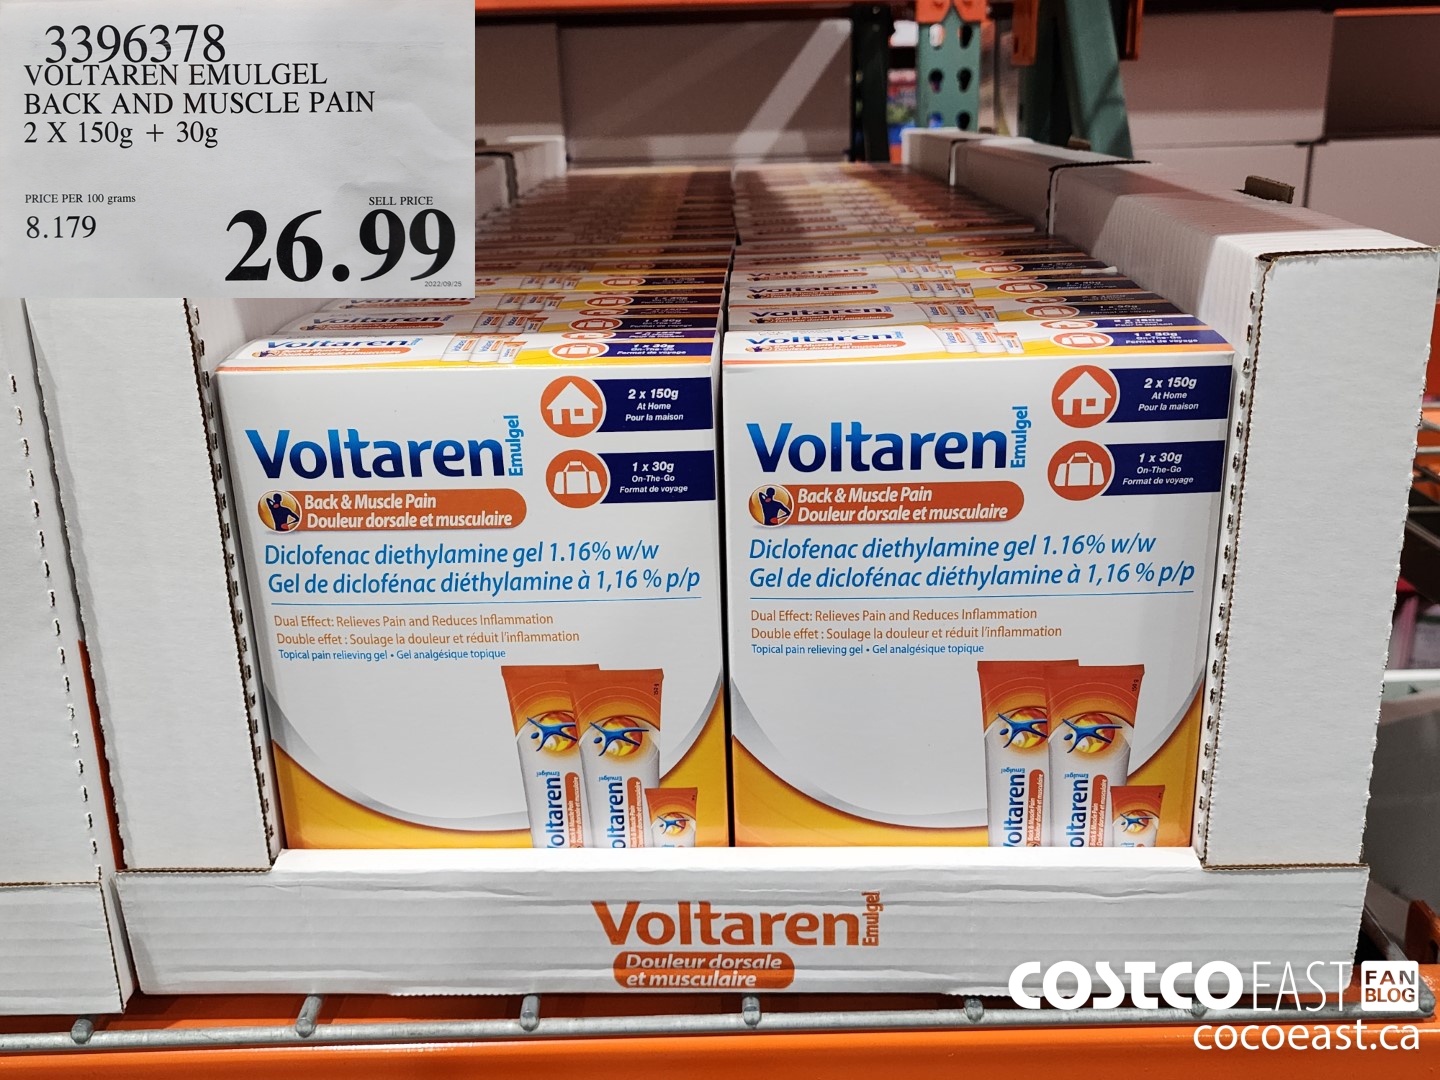 3396378
VOLTAREN EMULGEL
BACK AND MUSCLE PAIN
2 X 150g + 30g
PRICE PER 100 grams
8.179
SELL PRICE
26.99
2022/09/25
Voltaren Emulgel
Back & Muscle Pain
Douleur dorsale et musculaire
2 x 150g
At Home
Pour la maison
1 x 30g
On-The-Go
Format de voyage
Diclofenac diethylamine gel 1.16% w/w
Gel de diclofénac diéthylamine à 1,16 % p/p
Dual Effect: Relieves Pain and Reduces Inflammation
Double effet : Soulage la douleur et réduit l'inflammation
Topical pain relieving gel • Gel analgésique topique
Voltaren Emulgel
Back & Muscle Pain
Douleur dorsale et musculaire
2 x 150g
At Home
Pour la maison
1 x 30g
On-The-Go
Format de voyage
Diclofenac diethylamine gel 1.16% w/w
Gel de diclofénac diéthylamine à 1,16 % p/p
Dual Effect: Relieves Pain and Reduces Inflammation
Double effet : Soulage la douleur et réduit l'inflammation
Topical pain relieving gel • Gel analgésique topique
Voltaren Emulgel
Douleur dorsale
et musculaire
COSTCO EAST FAN BLOG
cocoeast.ca